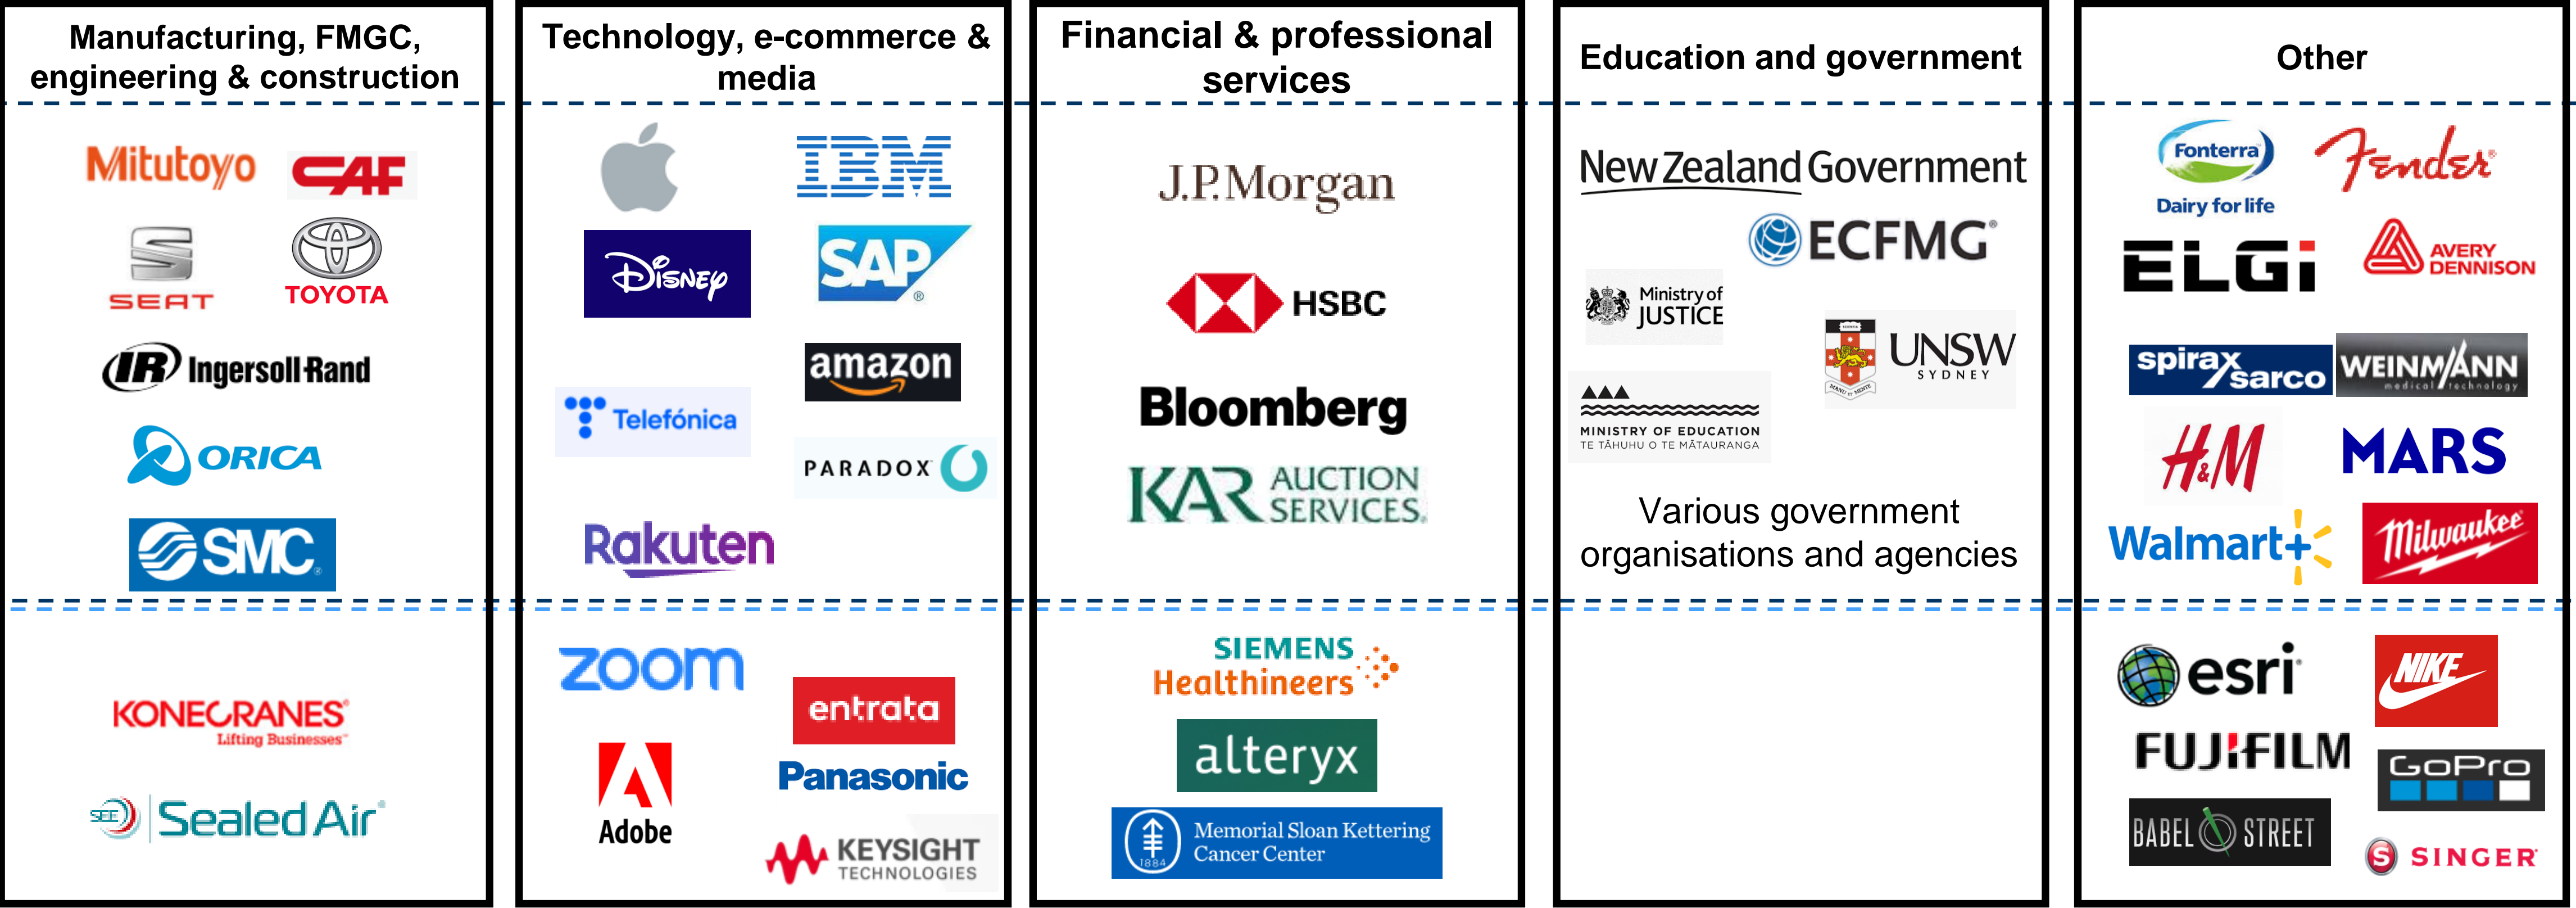 Manufacturing, FMGC,
engineering & construction
Mitutoyo
CAF
SEAT
TOYOTA
IR Ingersoll Rand
ORICA
SMC
KONECRANES®
Lifting Businesses™
SEE Sealed Air®
Technology, e-commerce &
media
IBM
Disney
SAP ®
amazon
Telefónica
PARADOX
Rakuten
zoom
entrata
Adobe
Panasonic
KEYSIGHT
TECHNOLOGIES
Financial & professional
services
J.P.Morgan
HSBC
Bloomberg
KAR AUCTION
SERVICES
SIEMENS
Healthineers
alteryx
1884
Memorial Sloan Kettering
Cancer Center
Education and government
New Zealand Government
ECFMG®
Ministry of
JUSTICE
UNSW
SYDNEY
MINISTRY OF EDUCATION
TE TĀHUHU O TE MĀTAURANGA
Various government
organisations and agencies
Other
Fonterra
Dairy for life
Fender®
ELGi
AVERY
DENNISON
spirax
sarco
WEINMANN
medical technology
H&M
MARS
Walmart+
Milwaukee
esri
NIKE
FUJIFILM
GoPro
BABEL STREET
S SINGER